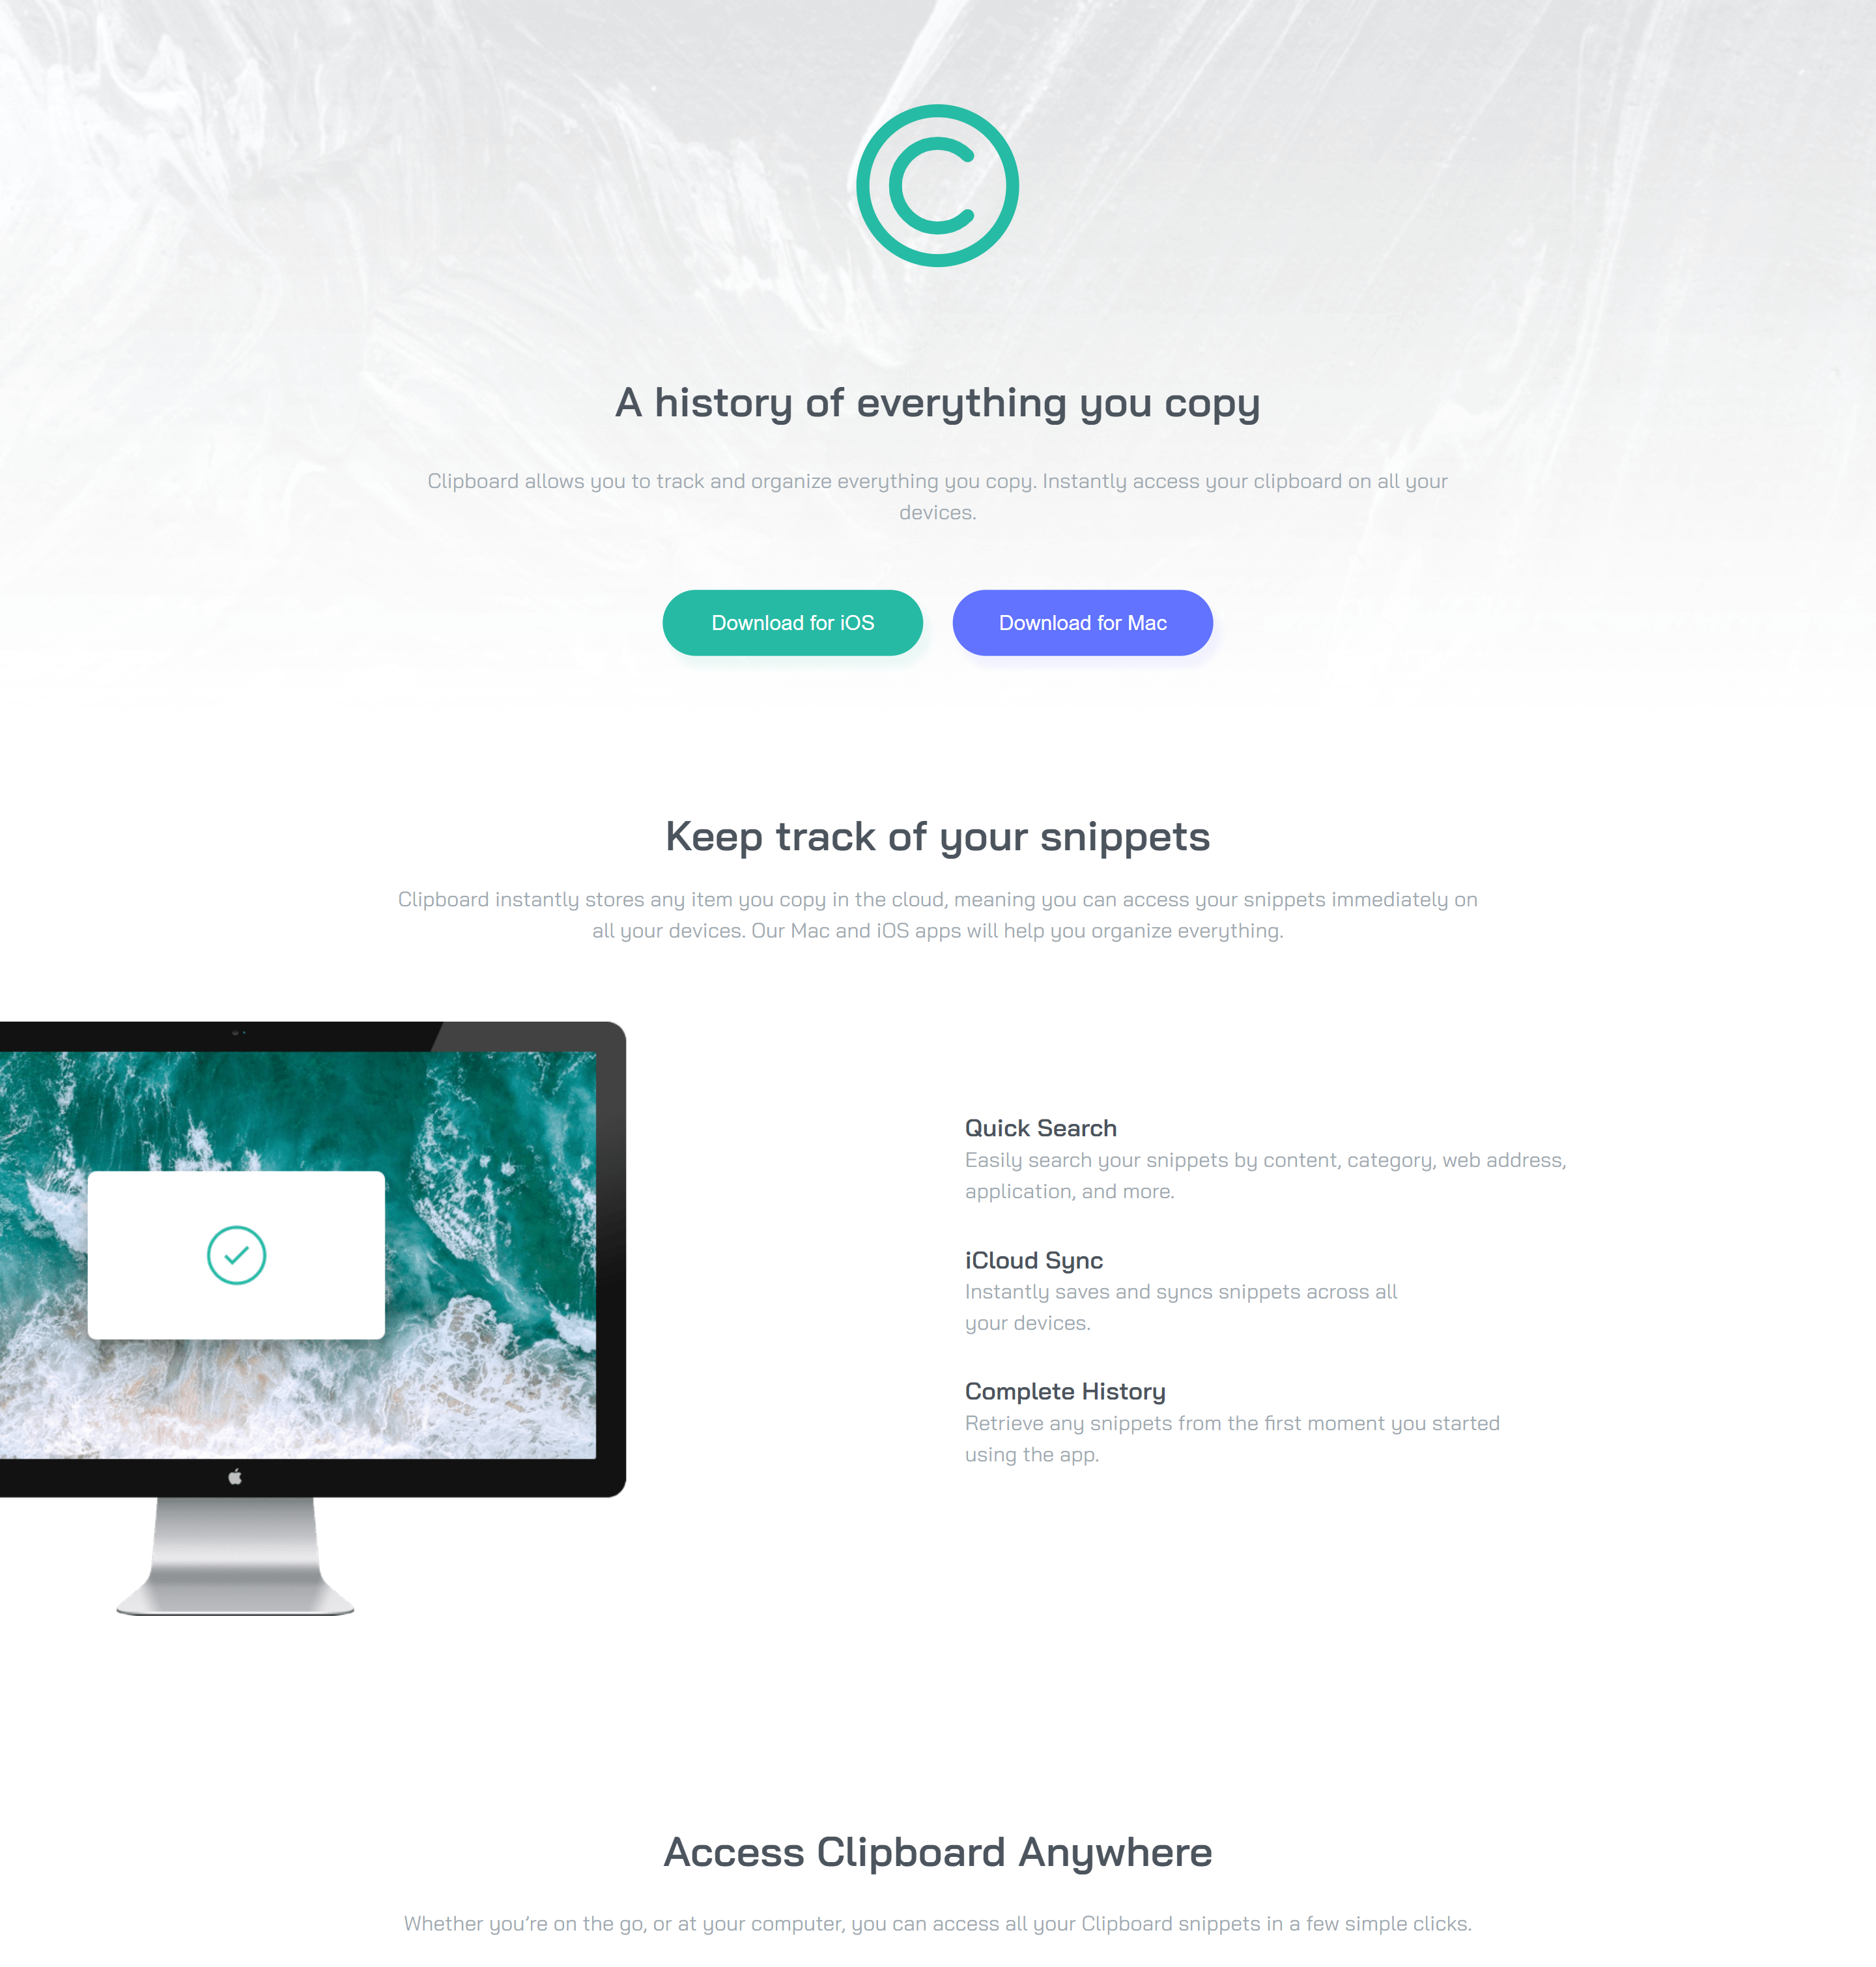 A history of everything you copy
Clipboard allows you to track and organize everything you copy. Instantly access your clipboard on all your
devices.
Download for iOS
Download for Mac
Keep track of your snippets
Clipboard instantly stores any item you copy in the cloud, meaning you can access your snippets immediately on
all your devices. Our Mac and iOS apps will help you organize everything.
Quick Search
Easily search your snippets by content, category, web address,
application, and more.
iCloud Sync
Instantly saves and syncs snippets across all
your devices.
Complete History
Retrieve any snippets from the first moment you started
using the app.
Access Clipboard Anywhere
Whether you’re on the go, or at your computer, you can access all your Clipboard snippets in a few simple clicks.